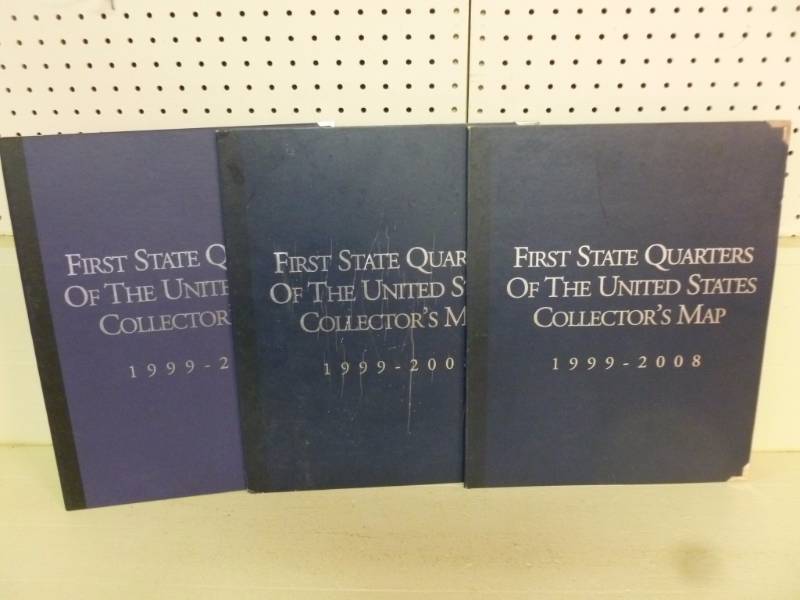 FIRST STATE Q
OF THE UNITE
COLLECTOR
1999-2
FIRST STATE QUAR
OF THE UNITED S
COLLECTOR'S M
1999-200
FIRST STATE QUARTERS
OF THE UNITED STATES
COLLECTOR'S MAP
1999-2008